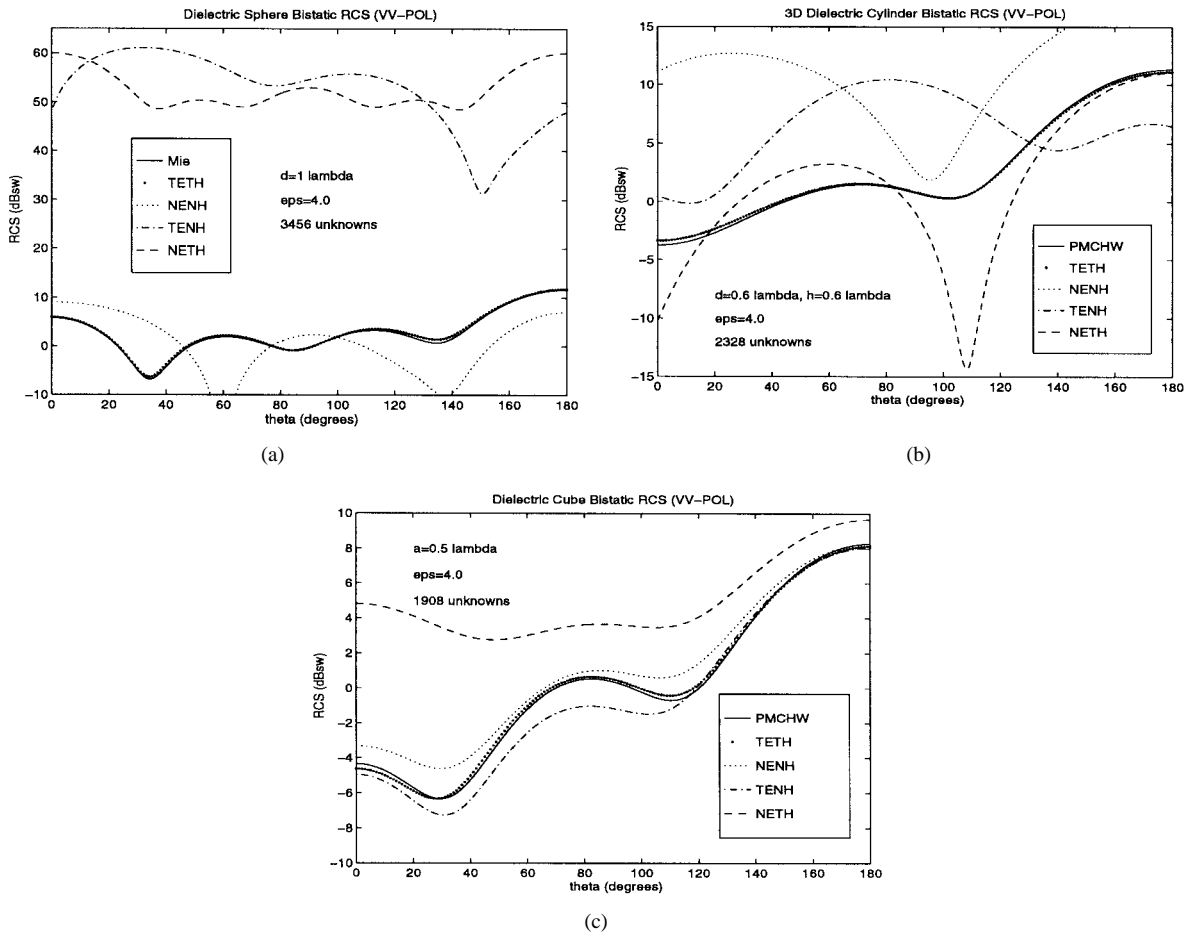 Dielectric Sphere Bistatic RCS (VV-POL)
RCS (dBsw)
60
50
40
30
20
10
0
-10
Mie
TETH
NENH
TENH
NETH
d=1 lambda
eps=4.0
3456 unknowns
0 20 40 60 80 100 120 140 160 180
theta (degrees)
(a)
3D Dielectric Cylinder Bistatic RCS (VV-POL)
RCS (dBsw)
15
10
5
0
-5
-10
-15
d=0.6 lambda, h=0.6 lambda
eps=4.0
2328 unknowns
PMCHW
TETH
NENH
TENH
NETH
0 20 40 60 80 100 120 140 160 180
theta (degrees)
(b)
Dielectric Cube Bistatic RCS (VV-POL)
RCS (dBsw)
10
8
6
4
2
0
-2
-4
-6
-8
-10
a=0.5 lambda
eps=4.0
1908 unknowns
PMCHW
TETH
NENH
TENH
NETH
0 20 40 60 80 100 120 140 160 180
theta (degrees)
(c)